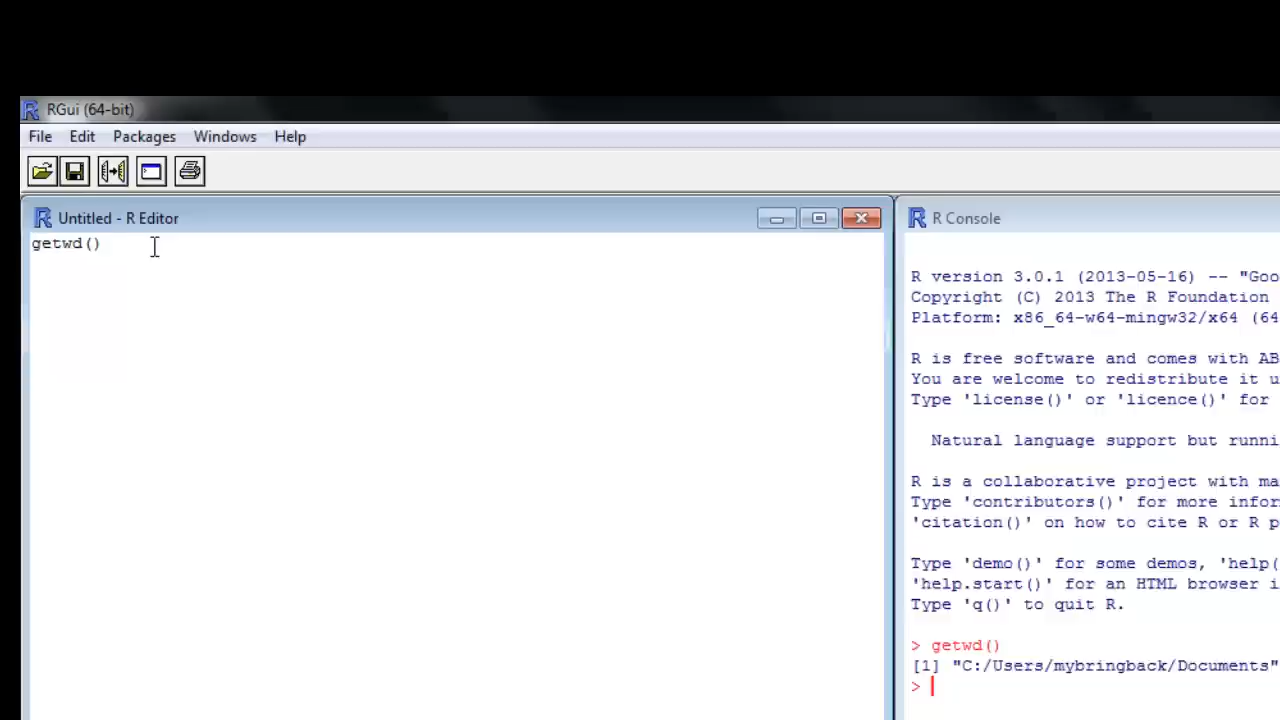 RGui (64-bit)
File Edit Packages Windows Help
Untitled - R Editor
getwd()
R Console
R version 3.0.1 (2013-05-16) -- "Goo
Copyright (C) 2013 The R Foundation
Platform: x86_64-w64-mingw32/x64 (64
R is free software and comes with AB
You are welcome to redistribute it u
Type 'license()' or 'licence()' for
Natural language support but runni
R is a collaborative project with ma
Type 'contributors()' for more infor
'citation()' on how to cite R or R p
Type 'demo()' for some demos, 'help(
'help.start()' for an HTML browser i
Type 'q()' to quit R.
> getwd()
[1] "C:/Users/mybringback/Documents"
>